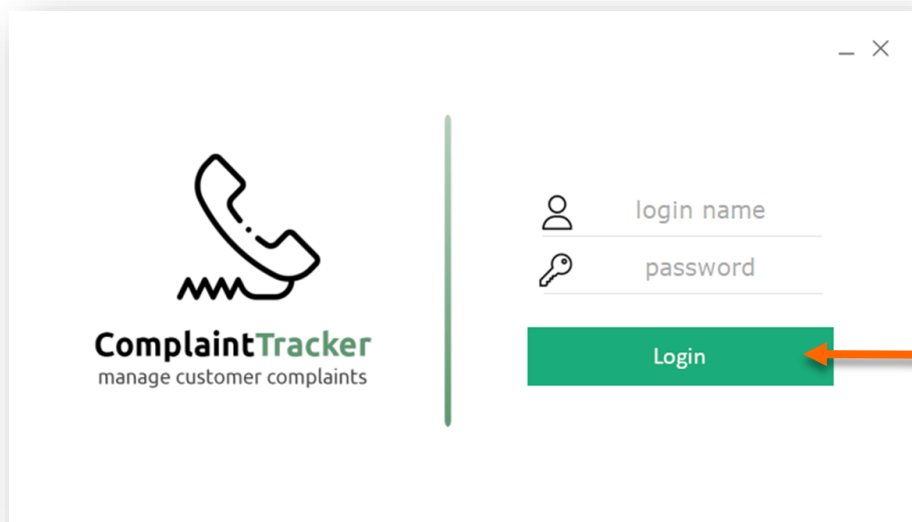 ComplaintTracker
manage customer complaints
login name
password
Login